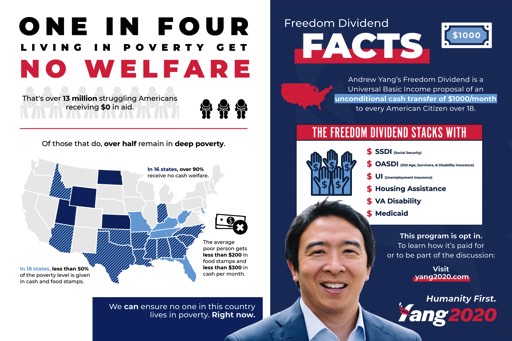 ONE IN FOUR
LIVING IN POVERTY GET
NO WELFARE
That's over 13 million struggling Americans
receiving $0 in aid.
Of those that do, over half remain in deep poverty.
In 16 states, over 90%
receive no cash welfare.
In 18 states, less than 50%
of the poverty level is given
in cash and food stamps.
The average
poor person gets
less than $200 in
food stamps and
less than $300 in
cash per month.
We can ensure no one in this country
lives in poverty. Right now.
Freedom Dividend
FACTS
$1000
Andrew Yang's Freedom Dividend is a
Universal Basic Income proposal of an
unconditional cash transfer of $1000/month
to every American Citizen over 18.
THE FREEDOM DIVIDEND STACKS WITH
$ SSDI (Social Security)
$ OASDI (Old Age, Survivors, & Disability Insurance)
$ UI (Unemployment Insurance)
$ Housing Assistance
$ VA Disability
$ Medicaid
This program is opt in.
To learn how it's paid for
or to be part of the discussion:
Visit
yang2020.com
Humanity First.
Yang2020